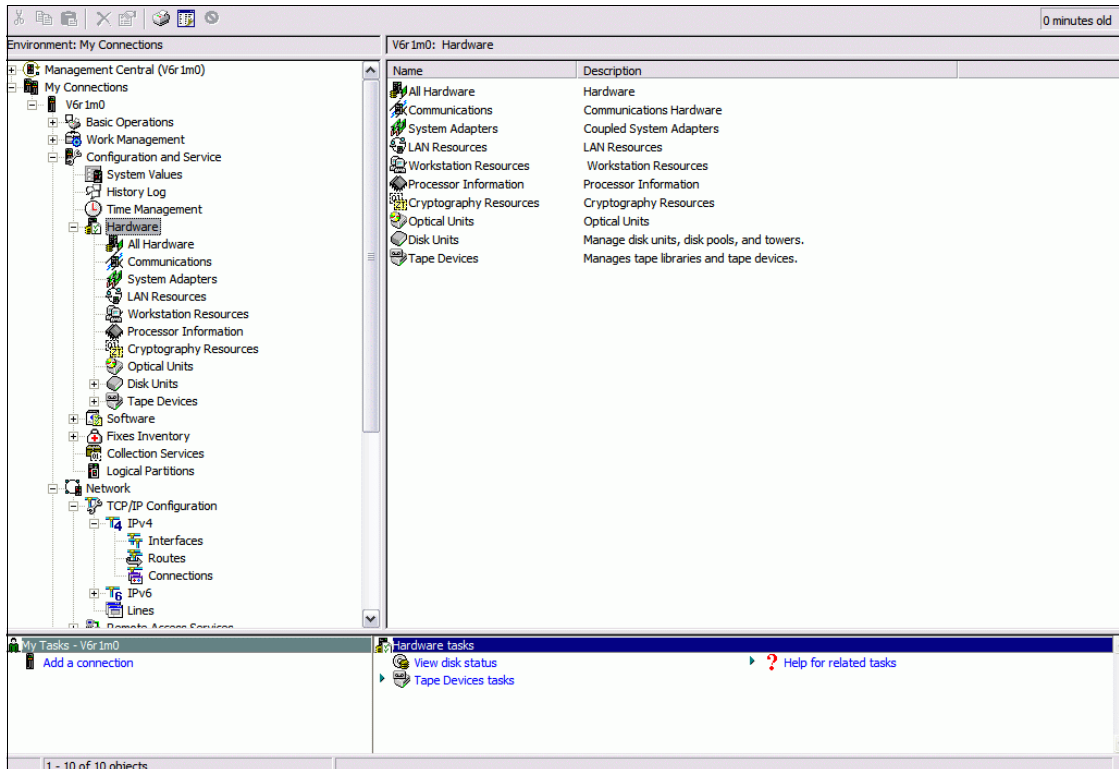 0 minutes old
Environment: My Connections
V6r1m0: Hardware
Management Central (V6r1m0)
My Connections
V6r1m0
Basic Operations
Work Management
Configuration and Service
System Values
History Log
Time Management
Hardware
All Hardware
Communications
System Adapters
LAN Resources
Workstation Resources
Processor Information
Cryptography Resources
Optical Units
Disk Units
Tape Devices
Software
Fixes Inventory
Collection Services
Logical Partitions
Network
TCP/IP Configuration
IPv4
Interfaces
Routes
Connections
IPv6
Lines
Remote Access Services
Name Description
All Hardware Hardware
Communications Communications Hardware
System Adapters Coupled System Adapters
LAN Resources LAN Resources
Workstation Resources Workstation Resources
Processor Information Processor Information
Cryptography Resources Cryptography Resources
Optical Units Optical Units
Disk Units Manage disk units, disk pools, and towers.
Tape Devices Manages tape libraries and tape devices.
My Tasks - V6r1m0
Add a connection
Hardware tasks
View disk status
Tape Devices tasks
Help for related tasks
1 - 10 of 10 objects